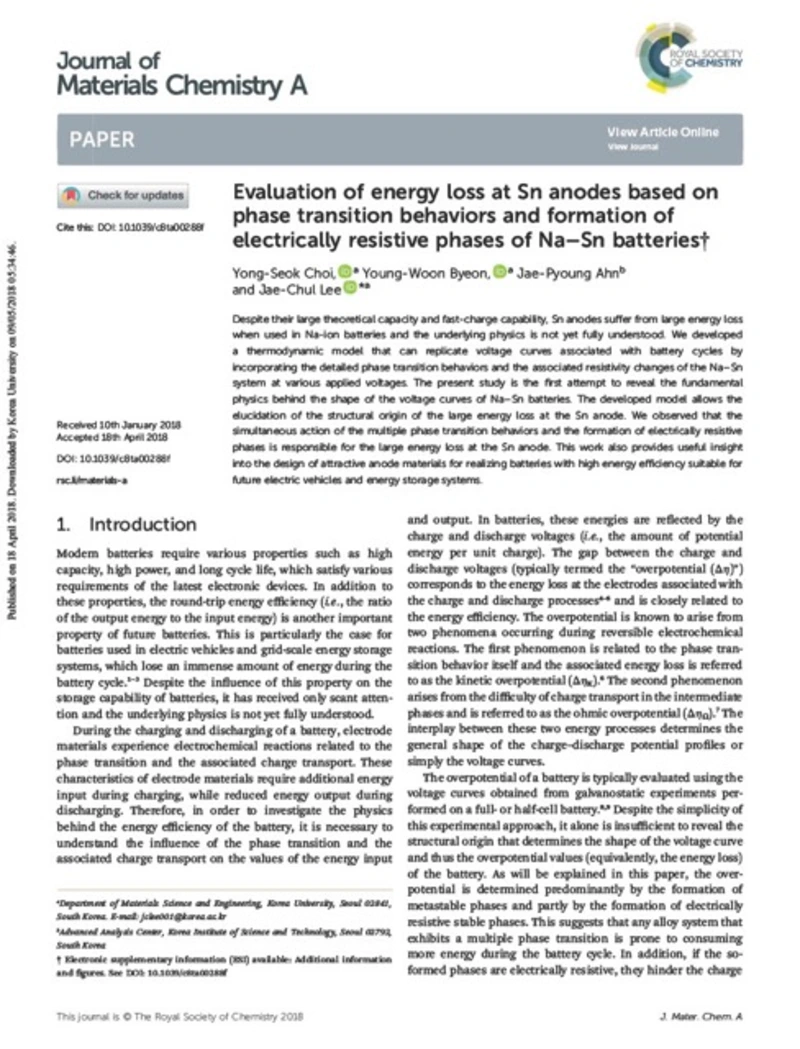 Journal of
Materials Chemistry A
ROYAL SOCIETY
OF CHEMISTRY
PAPER
View Article Online
View Journal
Check for updates
Cite this: DOI: 10.1039/c8ta00288f
Evaluation of energy loss at Sn anodes based on
phase transition behaviors and formation of
electrically resistive phases of Na–Sn batteries†
Yong-Seok Choi, ᵃ Young-Woon Byeon, ᵃ Jae-Pyoung Ahnᵇ
and Jae-Chul Lee *ᵃ
Despite their large theoretical capacity and fast-charge capability, Sn anodes suffer from large energy loss
when used in Na-ion batteries and the underlying physics is not yet fully understood. We developed
a thermodynamic model that can replicate voltage curves associated with battery cycles by
incorporating the detailed phase transition behaviors and the associated resistivity changes of the Na–Sn
system at various applied voltages. The present study is the first attempt to reveal the fundamental
physics behind the shape of the voltage curves of Na–Sn batteries. The developed model allows the
elucidation of the structural origin of the large energy loss at the Sn anode. We observed that the
simultaneous action of the multiple phase transition behaviors and the formation of electrically resistive
phases is responsible for the large energy loss at the Sn anode. This work also provides useful insight
into the design of attractive anode materials for realizing batteries with high energy efficiency suitable for
future electric vehicles and energy storage systems.
Received 10th January 2018
Accepted 18th April 2018
DOI: 10.1039/c8ta00288f
rsc.li/materials-a
1. Introduction
Modern batteries require various properties such as high
capacity, high power, and long cycle life, which satisfy various
requirements of the latest electronic devices. In addition to
these properties, the round-trip energy efficiency (i.e., the ratio
of the output energy to the input energy) is another important
property of future batteries. This is particularly the case for
batteries used in electric vehicles and grid-scale energy storage
systems, which lose an immense amount of energy during the
battery cycle.¹⁻³ Despite the influence of this property on the
storage capability of batteries, it has received only scant atten-
tion and the underlying physics is not yet fully understood.
During the charging and discharging of a battery, electrode
materials experience electrochemical reactions related to the
phase transition and the associated charge transport. These
characteristics of electrode materials require additional energy
input during charging, while reduced energy output during
discharging. Therefore, in order to investigate the physics
behind the energy efficiency of the battery, it is necessary to
understand the influence of the phase transition and the
associated charge transport on the values of the energy input
and output. In batteries, these energies are reflected by the
charge and discharge voltages (i.e., the amount of potential
energy per unit charge). The gap between the charge and
discharge voltages (typically termed the "overpotential (Δη)")
corresponds to the energy loss at the electrodes associated with
the charge and discharge processes⁴⁻⁶ and is closely related to
the energy efficiency. The overpotential is known to arise from
two phenomena occurring during reversible electrochemical
reactions. The first phenomenon is related to the phase tran-
sition behavior itself and the associated energy loss is referred
to as the kinetic overpotential (Δηₖ).⁶ The second phenomenon
arises from the difficulty of charge transport in the intermediate
phases and is referred to as the ohmic overpotential (ΔηΩ).⁷ The
interplay between these two energy processes determines the
general shape of the charge–discharge potential profiles or
simply the voltage curves.
The overpotential of a battery is typically evaluated using the
voltage curves obtained from galvanostatic experiments per-
formed on a full- or half-cell battery.⁸,⁹ Despite the simplicity of
this experimental approach, it alone is insufficient to reveal the
structural origin that determines the shape of the voltage curve
and thus the overpotential values (equivalently, the energy loss)
of the battery. As will be explained in this paper, the over-
potential is determined predominantly by the formation of
metastable phases and partly by the formation of electrically
resistive stable phases. This suggests that any alloy system that
exhibits a multiple phase transition is prone to consuming
more energy during the battery cycle. In addition, if the so-
formed phases are electrically resistive, they hinder the charge
ᵃDepartment of Materials Science and Engineering, Korea University, Seoul 02841,
South Korea. E-mail: jclee001@korea.ac.kr
ᵇAdvanced Analysis Center, Korea Institute of Science and Technology, Seoul 02792,
South Korea
† Electronic supplementary information (ESI) available: Additional information
and figures. See DOI: 10.1039/c8ta00288f
This journal is © The Royal Society of Chemistry 2018
J. Mater. Chem. A
Published on 18 April 2018. Downloaded by Korea University on 09/05/2018 05:34:46.